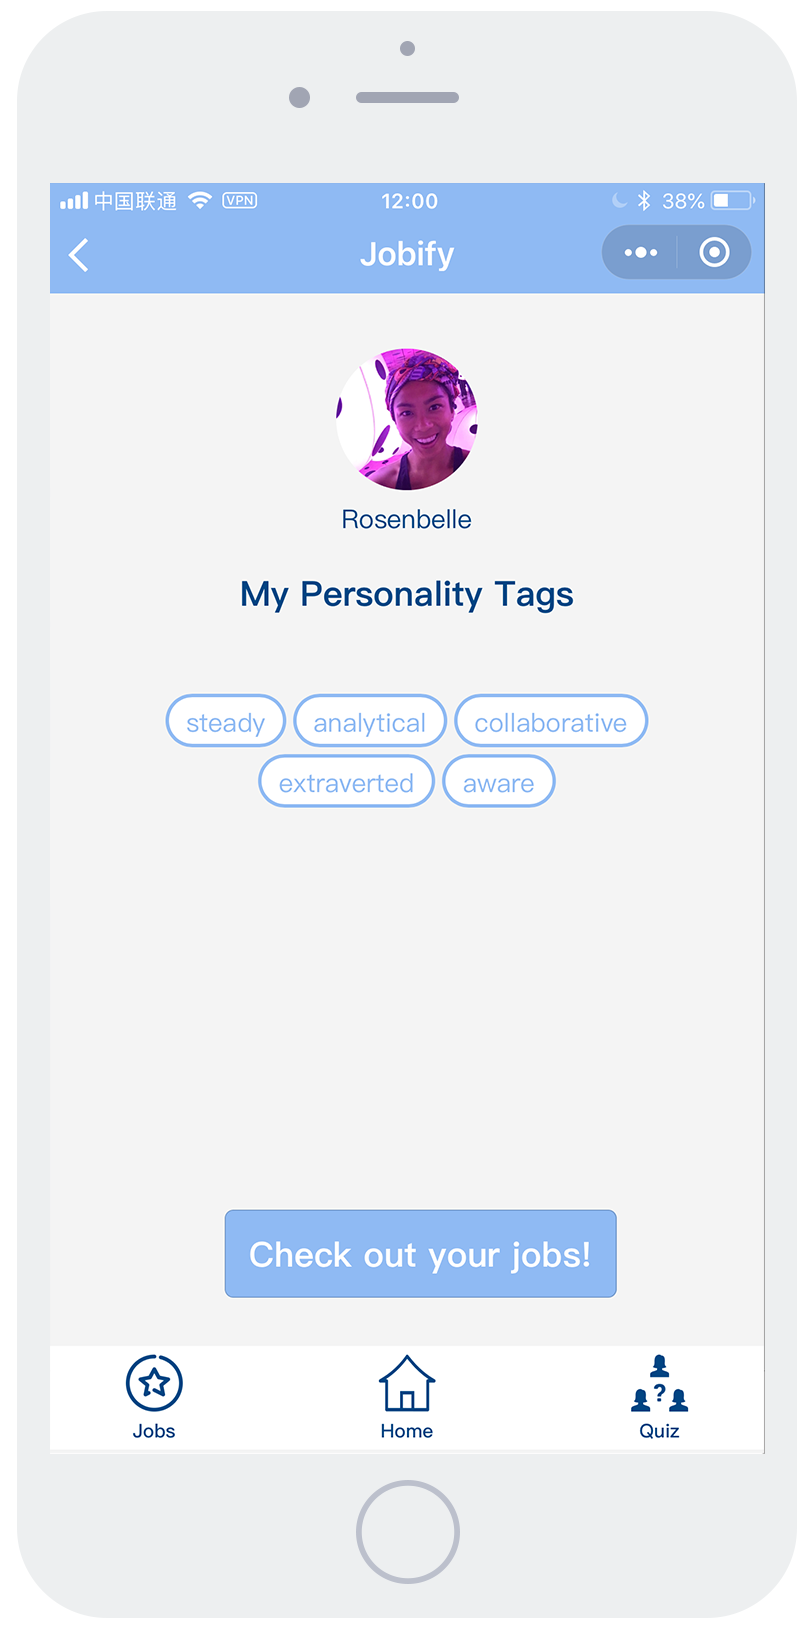 中国联通 VPN 12:00 38%
Jobify
Rosenbelle
My Personality Tags
steady analytical collaborative
extraverted aware
Check out your jobs!
?
Jobs Home Quiz